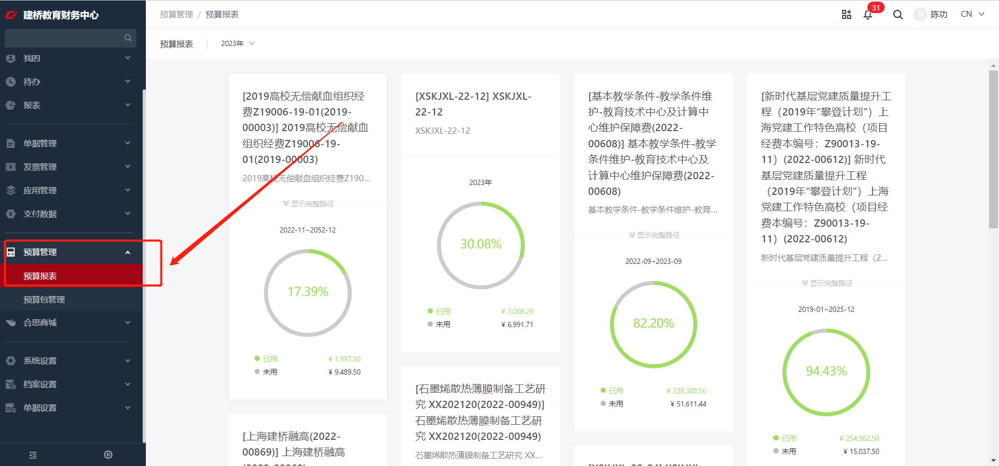 建桥教育财务中心
我的
待办
报表
单据管理
发票管理
应用管理
支付数据
预算管理
预算报表
预算包管理
合思商城
系统设置
档案设置
单据设置
预算管理 / 预算报表
31
陈功
CN
预算报表
2023年
[2019高校无偿献血组织经
费Z19006-19-01(2019-
00003)] 2019高校无偿献血
组织经费Z19006-19-
01(2019-00003)
2019高校无偿献血组织经费Z190...
显示完整路径
2022-11~2052-12
17.39%
已用 ¥ 1,997.50
未用 ¥ 9,489.50
[上海建桥融高(2022-
00869)] 上海建桥融高
(2022-00869)
[XSKJXL-22-12] XSKJXL-
22-12
XSKJXL-22-12
2023年
30.08%
已用 ¥ 3,008.29
未用 ¥ 6,991.71
[石墨烯散热薄膜制备工艺研
究 XX202120(2022-00949)]
石墨烯散热薄膜制备工艺研
究 XX202120(2022-00949)
石墨烯散热薄膜制备工艺研究 XX...
[基本教学条件-教学条件维
护-教育技术中心及计算中
心维护保障费(2022-
00608)] 基本教学条件-教学
条件维护-教育技术中心及
计算中心维护保障费(2022-
00608)
基本教学条件-教学条件维护-教育...
显示完整路径
2022-09~2023-09
82.20%
已用 ¥ 238,388.56
未用 ¥ 51,611.44
[新时代基层党建质量提升工
程（2019年“攀登计划”）上
海党建工作特色高校（项目
经费本编号：Z90013-19-
11）(2022-00612)] 新时代
基层党建质量提升工程
（2019年“攀登计划”）上海
党建工作特色高校（项目经
费本编号：Z90013-19-
11）(2022-00612)
新时代基层党建质量提升工程（2...
显示完整路径
2019-01~2025-12
94.43%
已用 ¥ 254,962.50
未用 ¥ 15,037.50